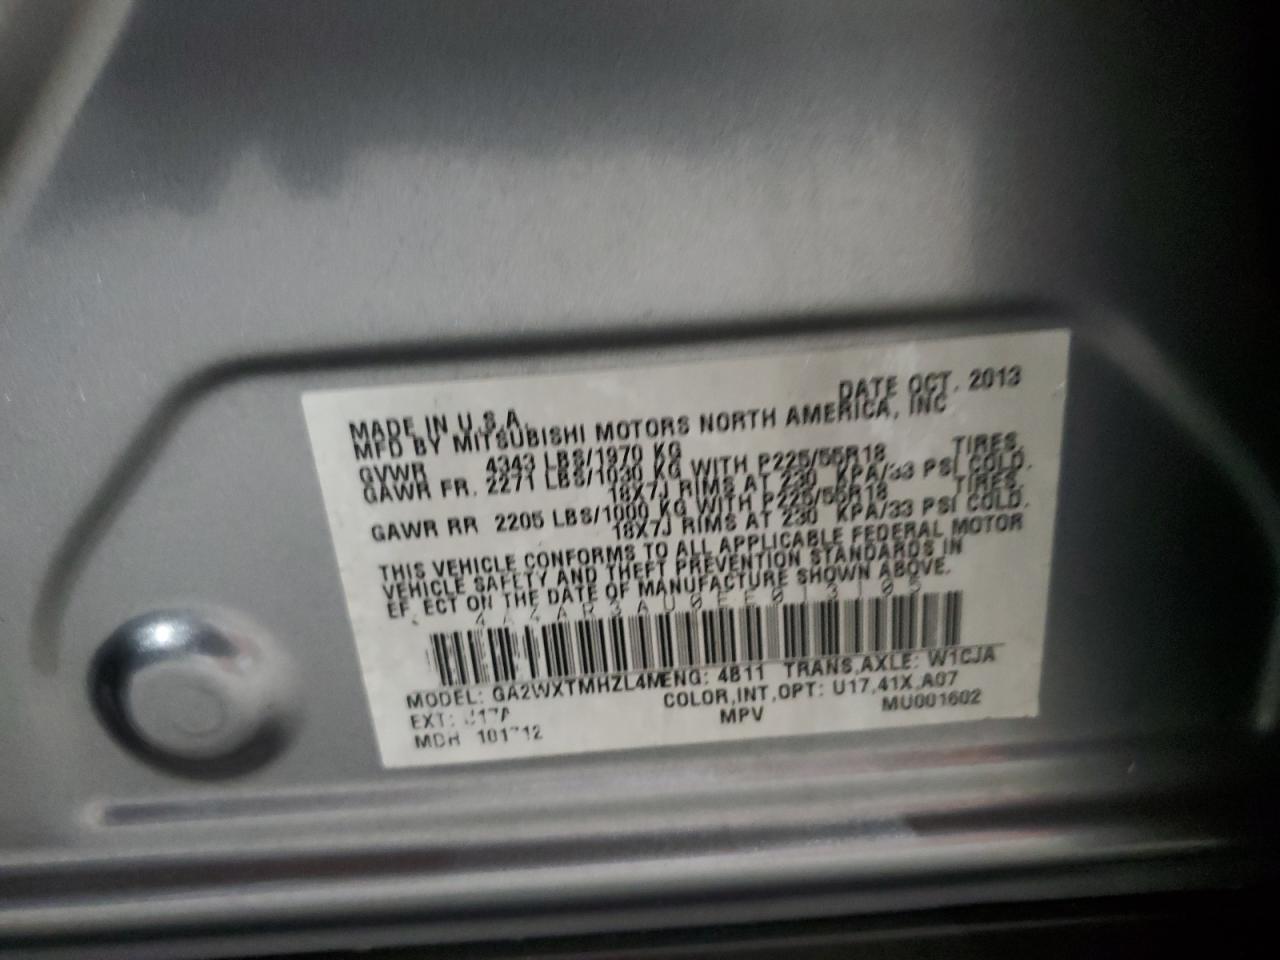 DATE OCT. 2013
MADE IN U.S.A.
MFD BY MITSUBISHI MOTORS NORTH AMERICA, INC
GVWR 4343 LBS/1970 KG
GAWR FR. 2271 LBS/1030 KG WITH P225/55R18 TIRES,
18X7J RIMS AT 230 KPA/33 PSI COLD.
GAWR RR 2205 LBS/1000 KG WITH P225/55R18 TIRES,
18X7J RIMS AT 230 KPA/33 PSI COLD.
THIS VEHICLE CONFORMS TO ALL APPLICABLE FEDERAL MOTOR
VEHICLE SAFETY AND THEFT PREVENTION STANDARDS IN
EF ECT ON THE DATE OF MANUFACTURE SHOWN ABOVE.
MODEL: GA2WXTMHZL4M ENG: 4B11 TRANS,AXLE: W1CJA
EXT: COLOR,INT,OPT: U17,41X,A07
MPV MU001602